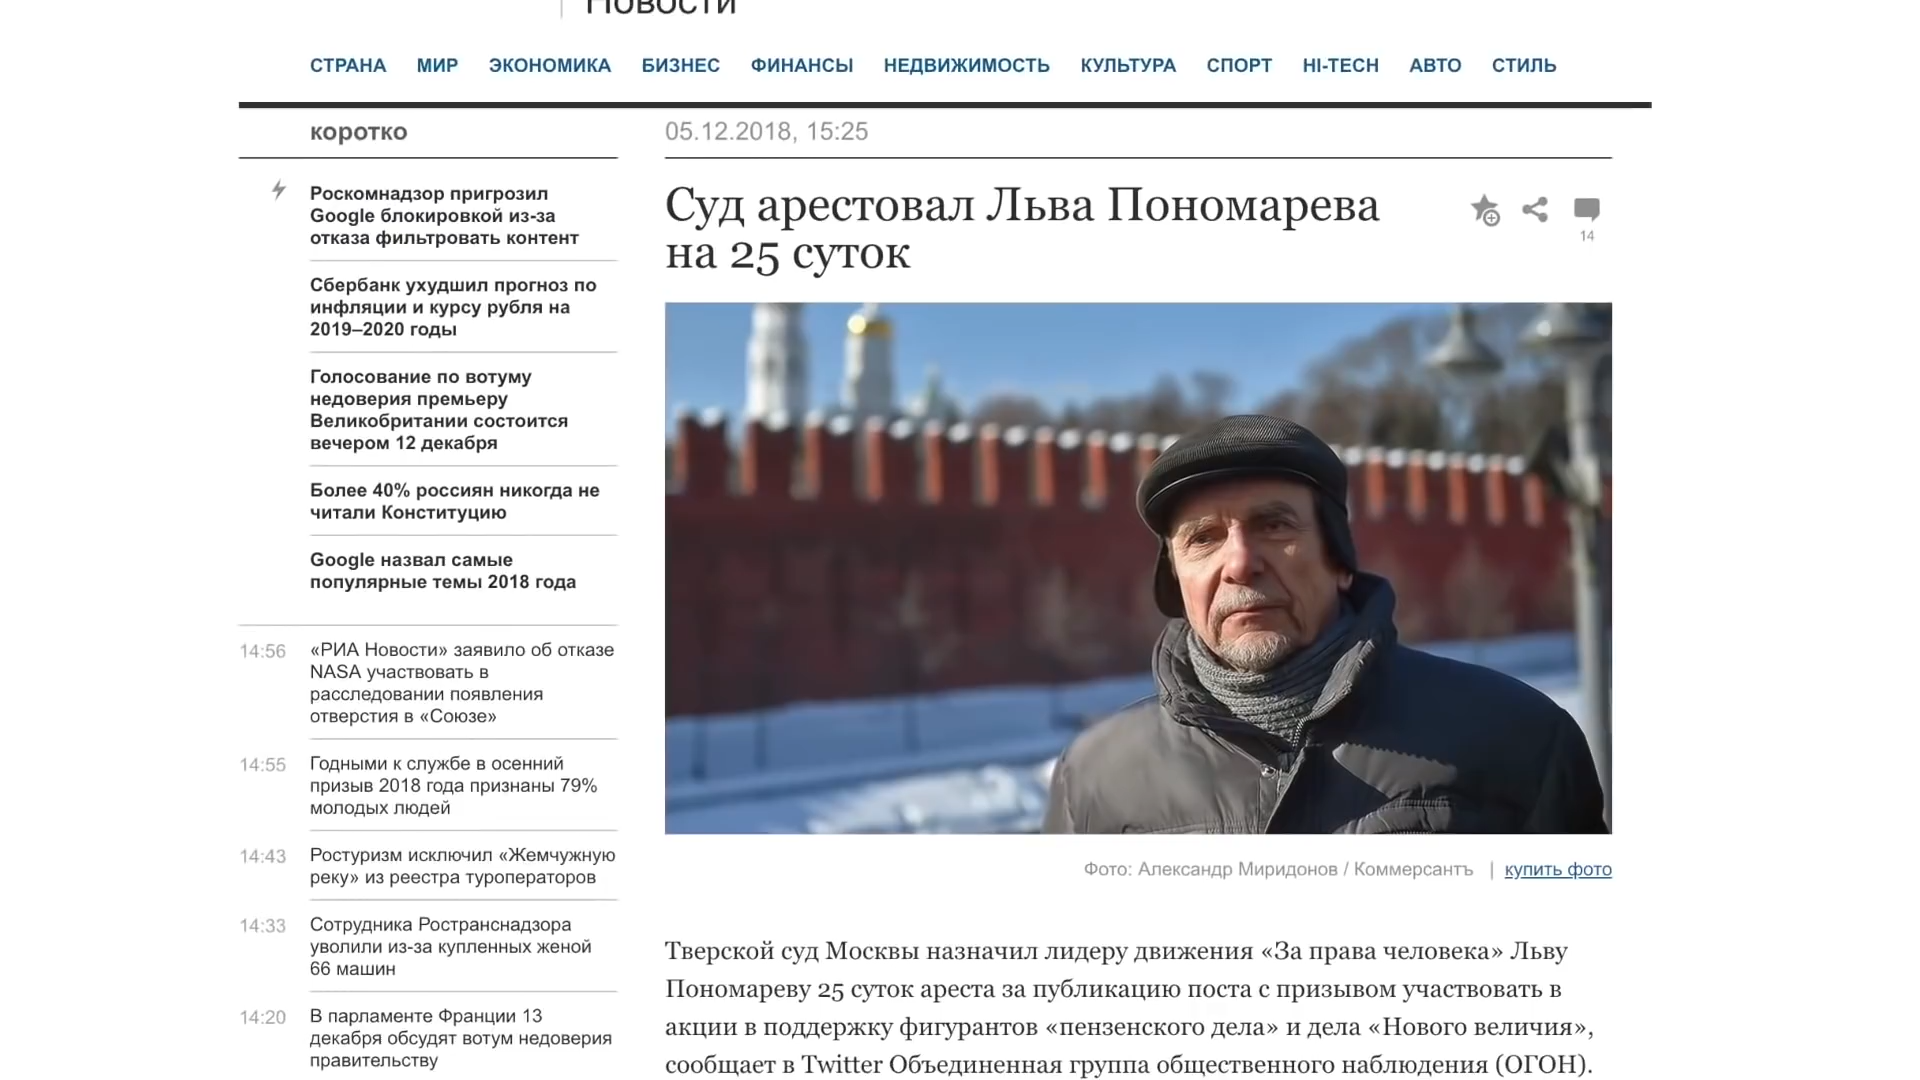 Новости
СТРАНА МИР ЭКОНОМИКА БИЗНЕС ФИНАНСЫ НЕДВИЖИМОСТЬ КУЛЬТУРА СПОРТ HI-TECH АВТО СТИЛЬ
коротко
Роскомнадзор пригрозил
Google блокировкой из-за
отказа фильтровать контент
Сбербанк ухудшил прогноз по
инфляции и курсу рубля на
2019–2020 годы
Голосование по вотуму
недоверия премьеру
Великобритании состоится
вечером 12 декабря
Более 40% россиян никогда не
читали Конституцию
Google назвал самые
популярные темы 2018 года
14:56 «РИА Новости» заявило об отказе
NASA участвовать в
расследовании появления
отверстия в «Союзе»
14:55 Годными к службе в осенний
призыв 2018 года признаны 79%
молодых людей
14:43 Ростуризм исключил «Жемчужную
реку» из реестра туроператоров
14:33 Сотрудника Ространснадзора
уволили из-за купленных женой
66 машин
14:20 В парламенте Франции 13
декабря обсудят вотум недоверия
правительству
05.12.2018, 15:25
Суд арестовал Льва Пономарева
на 25 суток
14
Фото: Александр Миридонов / Коммерсантъ | купить фото
Тверской суд Москвы назначил лидеру движения «За права человека» Льву
Пономареву 25 суток ареста за публикацию поста с призывом участвовать в
акции в поддержку фигурантов «пензенского дела» и дела «Нового величия»,
сообщает в Twitter Объединенная группа общественного наблюдения (ОГОН).